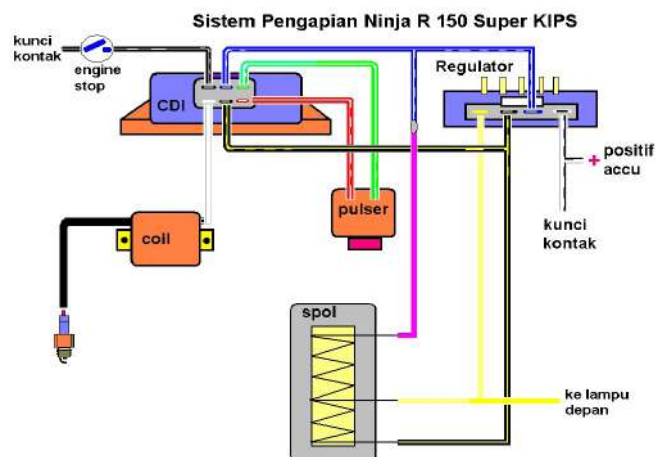 Sistem Pengapian Ninja R 150 Super KIPS
kunci
kontak
engine
stop
CDI
Regulator
+ positif
accu
kunci
kontak
pulser
coil
spol
ke lampu
depan